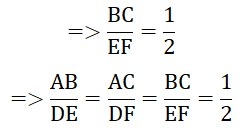 => BC/EF = 1/2
=> AB/DE = AC/DF = BC/EF = 1/2